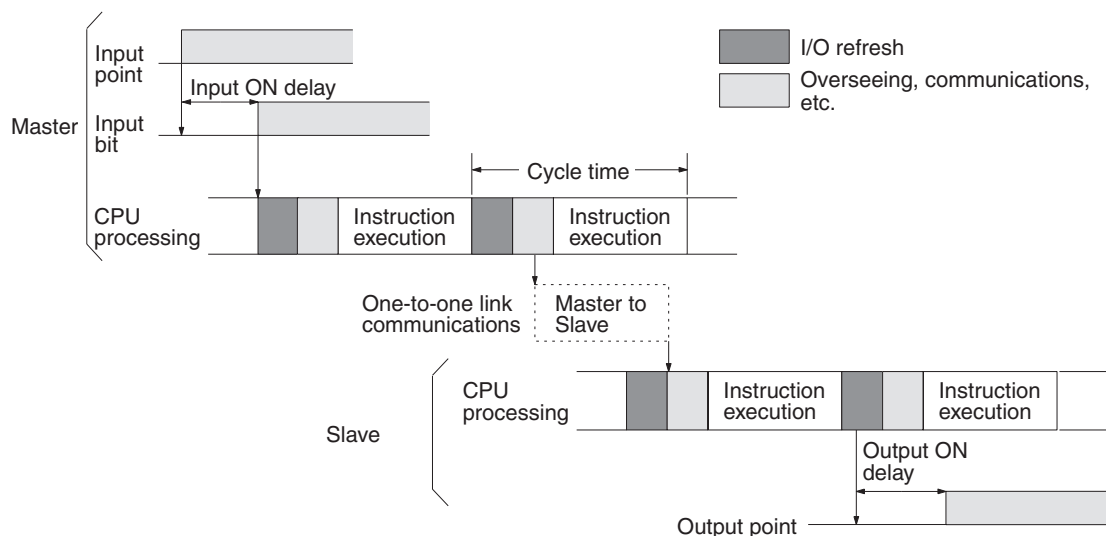 Input
point
I/O refresh
Overseeing, communications,
etc.
Input ON delay
Master
Input
bit
Cycle time
CPU
processing
Instruction
execution
Instruction
execution
One-to-one link
communications
Master to
Slave
Slave
CPU
processing
Instruction
execution
Instruction
execution
Output ON
delay
Output point